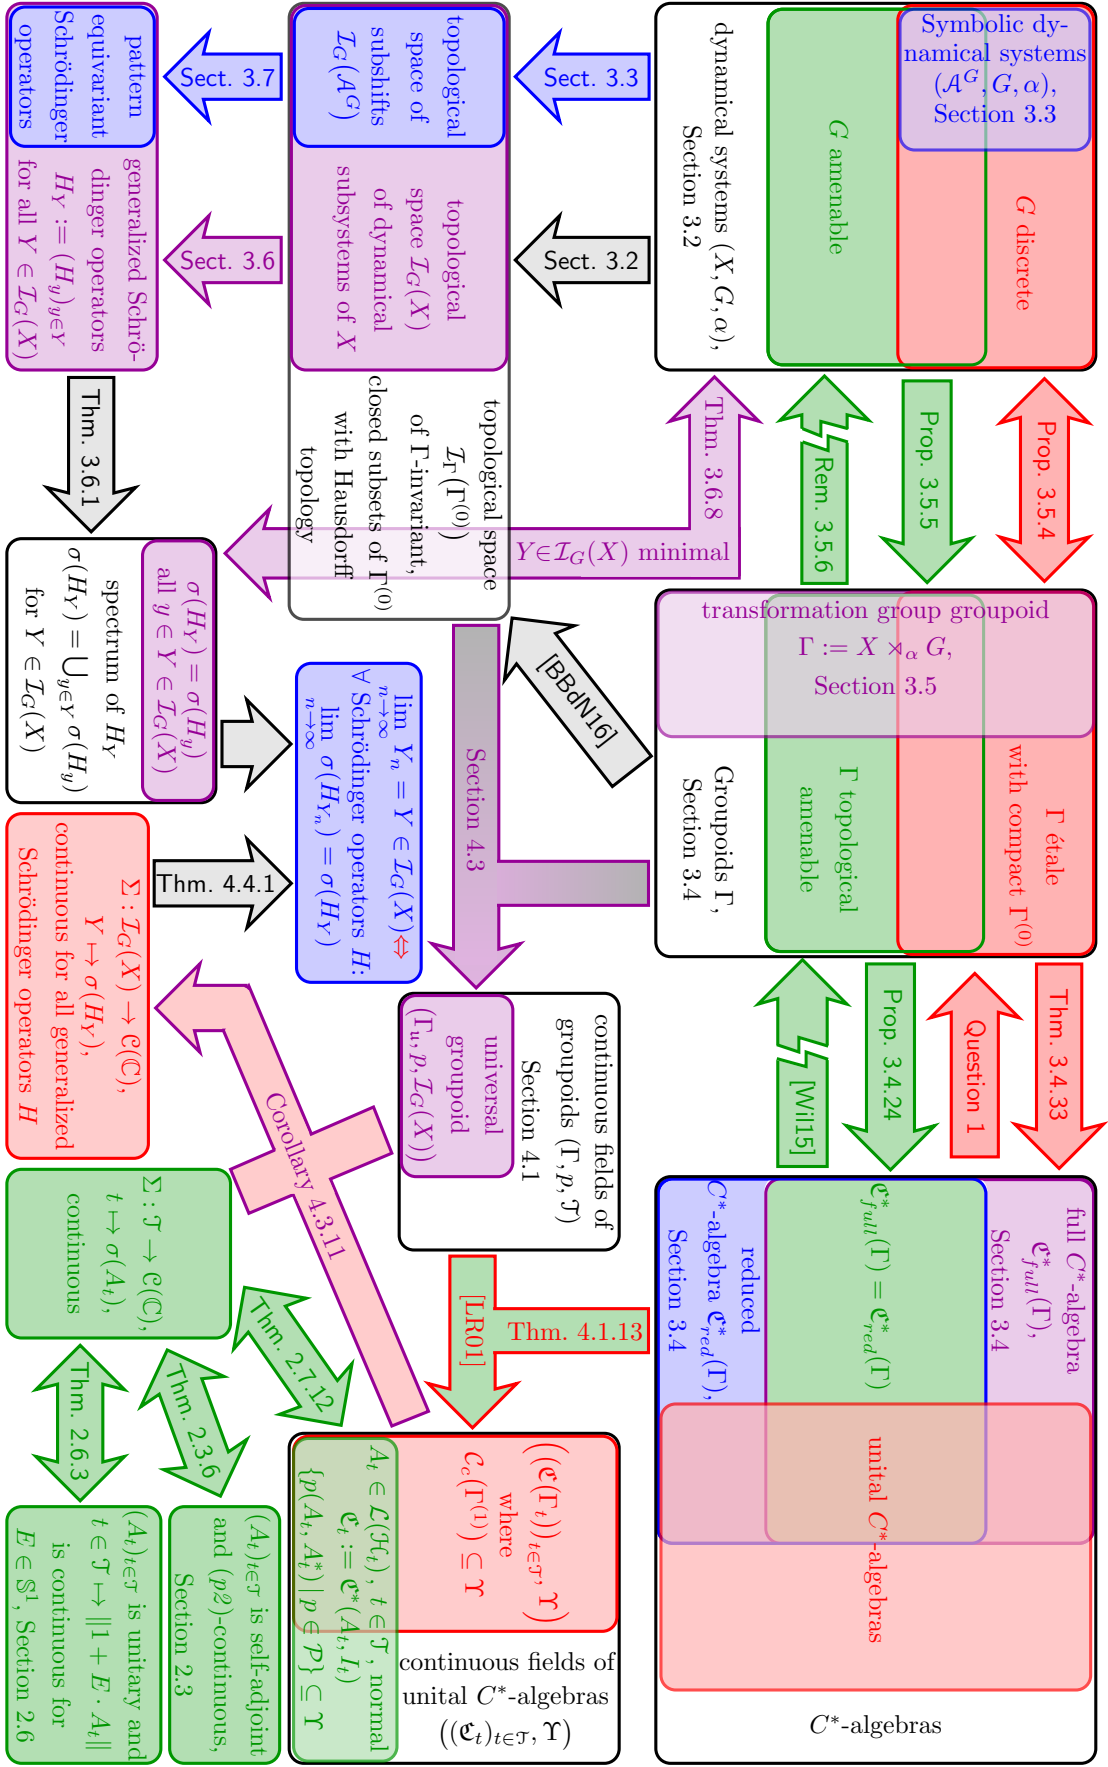 Symbolic dy-
namical systems
(𝒜^G, G, α),
Section 3.3
G discrete
G amenable
dynamical systems (X, G, α),
Section 3.2
Sect. 3.3
Sect. 3.2
topological
space of
subshifts
ℐ_G(𝒜^G)
topological
space ℐ_G(X)
of dynamical
subsystems of X
topological space
ℐ_Γ(Γ^(0))
of Γ-invariant,
closed subsets of Γ^(0)
with Hausdorff
topology
Sect. 3.7
Sect. 3.6
pattern
equivariant
Schrödinger
operators
generalized Schrö-
dinger operators
H_Y := (H_y)_{y∈Y}
for all Y ∈ ℐ_G(X)
Prop. 3.5.4
Prop. 3.5.5
Rem. 3.5.6
Thm. 3.6.8
Y∈ℐ_G(X) minimal
Thm. 3.6.1
σ(H_Y) = σ(H_y)
all y ∈ Y ∈ ℐ_G(X)
spectrum of H_Y
σ(H_Y) = ⋃_{y∈Y} σ(H_y)
for Y ∈ ℐ_G(X)
transformation group groupoid
Γ := X ⋊_α G,
Section 3.5
Γ étale
with compact Γ^(0)
Γ topological
amenable
Groupoids Γ,
Section 3.4
[BBdN16]
Section 4.3
lim_{n→∞} Y_n = Y ∈ ℐ_G(X)⇔
∀ Schrödinger operators H:
lim_{n→∞} σ(H_{Y_n}) = σ(H_Y)
Thm. 4.4.1
Σ : ℐ_G(X) → 𝒞(ℂ),
Y ↦ σ(H_Y),
continuous for all generalized
Schrödinger operators H
Thm. 3.4.33
Question 1
Prop. 3.4.24
[Wil15]
continuous fields of
groupoids (Γ, p, 𝒯)
Section 4.1
universal
groupoid
(Γ_u, p, ℐ_G(X))
Corollary 4.3.11
full C*-algebra
ℭ*_full(Γ),
Section 3.4
ℭ*_full(Γ) = ℭ*_red(Γ)
reduced
C*-algebra ℭ*_red(Γ),
Section 3.4
unital C*-algebras
C*-algebras
Thm. 4.1.13
[LR01]
Σ : 𝒯 → 𝒞(ℂ),
t ↦ σ(A_t),
continuous
Thm. 2.7.12
Thm. 2.3.6
Thm. 2.6.3
((ℭ(Γ_t))_{t∈𝒯}, Υ)
where
𝒞_c(Γ^(1)) ⊆ Υ
A_t ∈ ℒ(ℋ_t), t ∈ 𝒯, normal
ℭ_t := ℭ*(A_t, I_t)
{p(A_t, A_t*) | p ∈ 𝒫} ⊆ Υ
continuous fields of
unital C*-algebras
((ℭ_t)_{t∈𝒯}, Υ)
(A_t)_{t∈𝒯} is self-adjoint
and (p2)-continuous,
Section 2.3
(A_t)_{t∈𝒯} is unitary and
t ∈ 𝒯 ↦ ‖1 + E · A_t‖
is continuous for
E ∈ 𝕊¹, Section 2.6